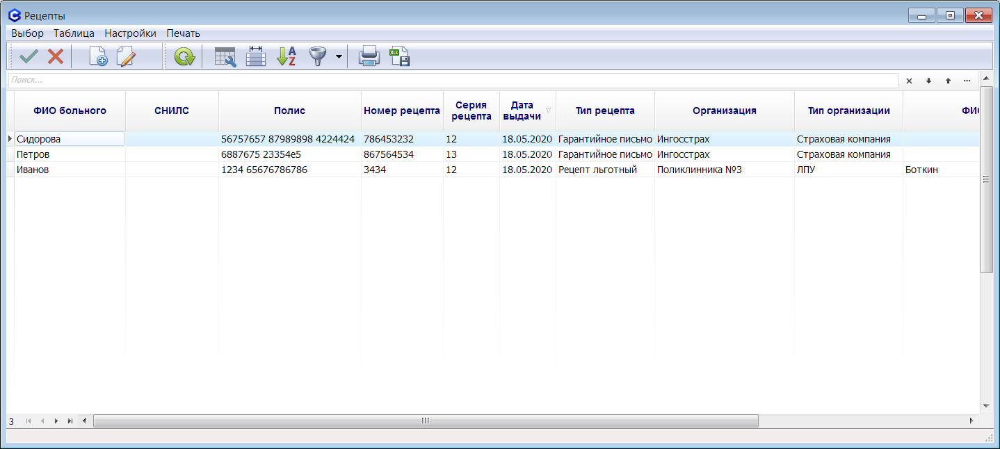 Рецепты
Выбор Таблица Настройки Печать
A
Z
XLS
Поиск...
ФИО больного СНИЛС Полис Номер рецепта Серия рецепта Дата выдачи Тип рецепта Организация Тип организации ФИО
Сидорова 56757657 87989898 4224424 786453232 12 18.05.2020 Гарантийное письмо Ингосстрах Страховая компания
Петров 6887675 23354e5 867564534 13 18.05.2020 Гарантийное письмо Ингосстрах Страховая компания
Иванов 1234 65676786786 3434 12 18.05.2020 Рецепт льготный Поликлинника №3 ЛПУ Боткин
3